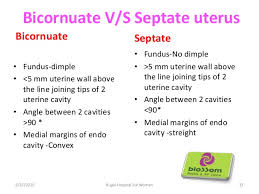 Bicornuate V/S Septate uterus
Bicornuate
• Fundus-dimple
• <5 mm uterine wall above the line joining tips of 2 uterine cavity
• Angle between 2 cavities >90 *
• Medial margins of endo cavity -Convex
Septate
• Fundus-No dimple
• >5 mm uterine wall above the line joining tips of 2 uterine cavity
• Angle between 2 cavities <90
• Medial margins of endo cavity -streight
blossom
Hospital For Women